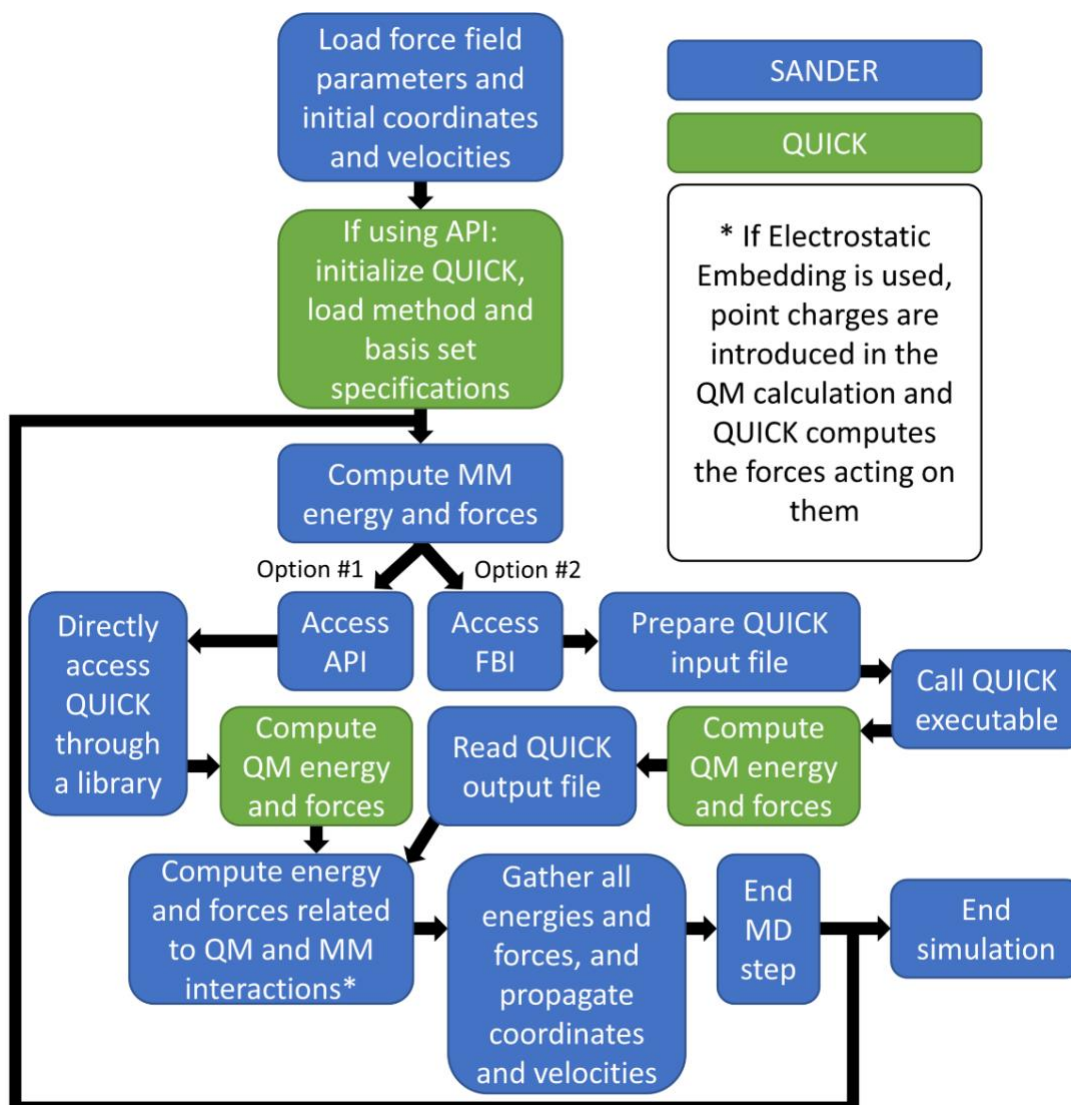 Load force field
parameters and
initial coordinates
and velocities
SANDER
QUICK
If using API:
initialize QUICK,
load method and
basis set
specifications
* If Electrostatic
Embedding is used,
point charges are
introduced in the
QM calculation and
QUICK computes
the forces acting on
them
Compute MM
energy and forces
Option #1
Option #2
Access
API
Access
FBI
Directly
access
QUICK
through
a library
Prepare QUICK
input file
Call QUICK
executable
Compute
QM energy
and forces
Read QUICK
output file
Compute
QM energy
and forces
Compute energy
and forces related
to QM and MM
interactions*
Gather all
energies and
forces, and
propagate
coordinates
and velocities
End
MD
step
End
simulation